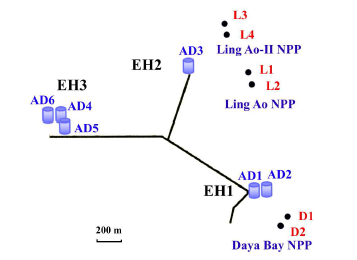 L3
L4
AD3
Ling Ao-II NPP
EH2
L1
EH3
L2
AD6
AD4
Ling Ao NPP
AD5
AD1
AD2
EH1
D1
200 m
D2
Daya Bay NPP